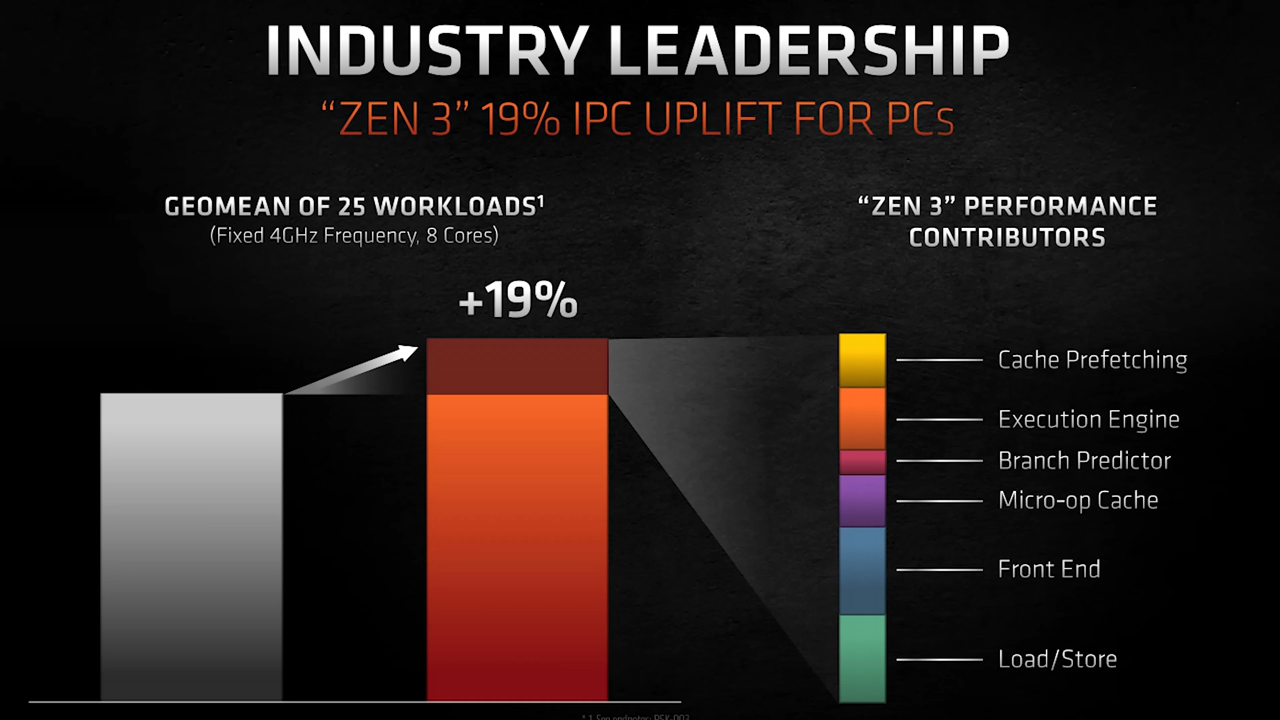 INDUSTRY LEADERSHIP
“ZEN 3” 19% IPC UPLIFT FOR PCs
GEOMEAN OF 25 WORKLOADS¹
(Fixed 4GHz Frequency, 8 Cores)
+19%
“ZEN 3” PERFORMANCE
CONTRIBUTORS
Cache Prefetching
Execution Engine
Branch Predictor
Micro-op Cache
Front End
Load/Store